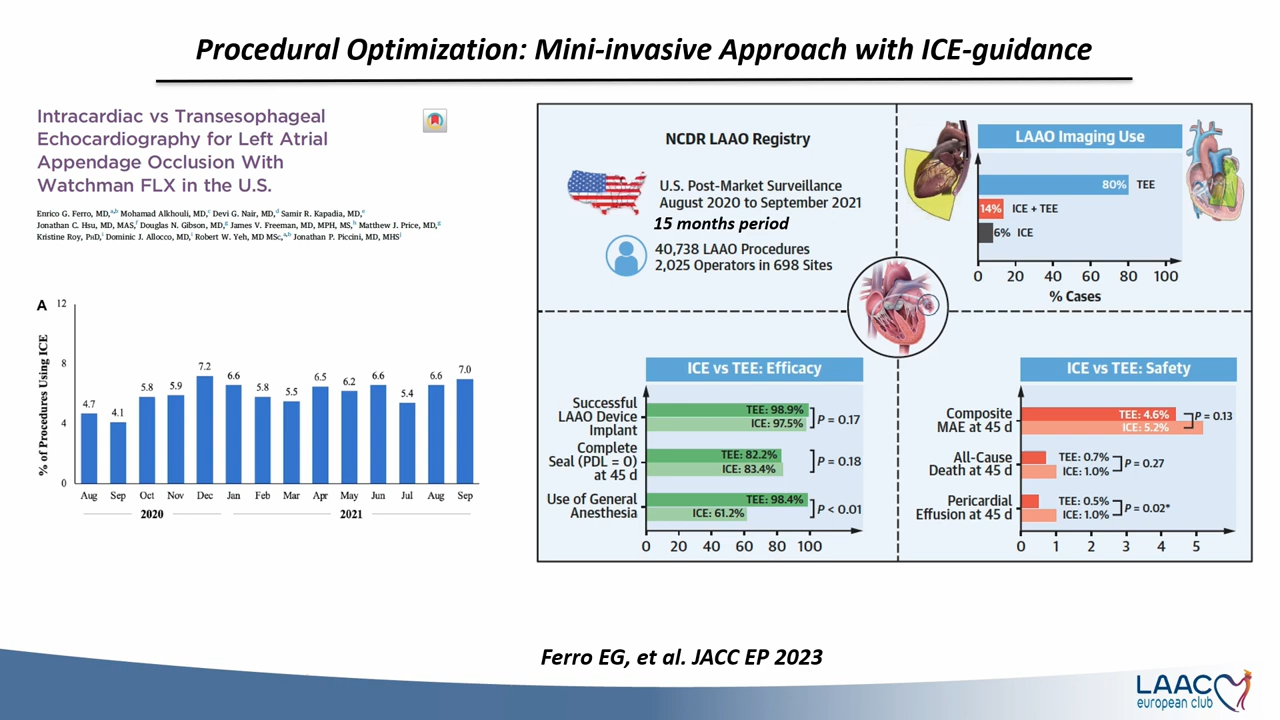 Procedural Optimization: Mini-invasive Approach with ICE-guidance
Intracardiac vs Transesophageal
Echocardiography for Left Atrial
Appendage Occlusion With
Watchman FLX in the U.S.
Enrico G. Ferro, MD,a,b Mohamad Alkhouli, MD,c Devi G. Nair, MD,d Samir R. Kapadia, MD,e
Jonathan C. Hsu, MD, MAS,f Douglas N. Gibson, MD,g James V. Freeman, MD, MPH, MS,h Matthew J. Price, MD,g
Kristine Roy, PhD,i Dominic J. Allocco, MD,i Robert W. Yeh, MD MSc,a,b Jonathan P. Piccini, MD, MHSj
A
% of Procedures Using ICE
12
8
4
0
4.7
4.1
5.8
5.9
7.2
6.6
5.8
5.5
6.5
6.2
6.6
5.4
6.6
7.0
Aug Sep Oct Nov Dec Jan Feb Mar Apr May Jun Jul Aug Sep
2020 2021
NCDR LAAO Registry
U.S. Post-Market Surveillance
August 2020 to September 2021
15 months period
40,738 LAAO Procedures
2,025 Operators in 698 Sites
LAAO Imaging Use
80% TEE
14% ICE + TEE
6% ICE
0 20 40 60 80 100
% Cases
ICE vs TEE: Efficacy
Successful
LAAO Device
Implant
TEE: 98.9%
ICE: 97.5%
P = 0.17
Complete
Seal (PDL = 0)
at 45 d
TEE: 82.2%
ICE: 83.4%
P = 0.18
Use of General
Anesthesia
TEE: 98.4%
ICE: 61.2%
P < 0.01
0 20 40 60 80 100
ICE vs TEE: Safety
Composite
MAE at 45 d
TEE: 4.6%
ICE: 5.2%
P = 0.13
All-Cause
Death at 45 d
TEE: 0.7%
ICE: 1.0%
P = 0.27
Pericardial
Effusion at 45 d
TEE: 0.5%
ICE: 1.0%
P = 0.02*
0 1 2 3 4 5
Ferro EG, et al. JACC EP 2023
LAAC
european club